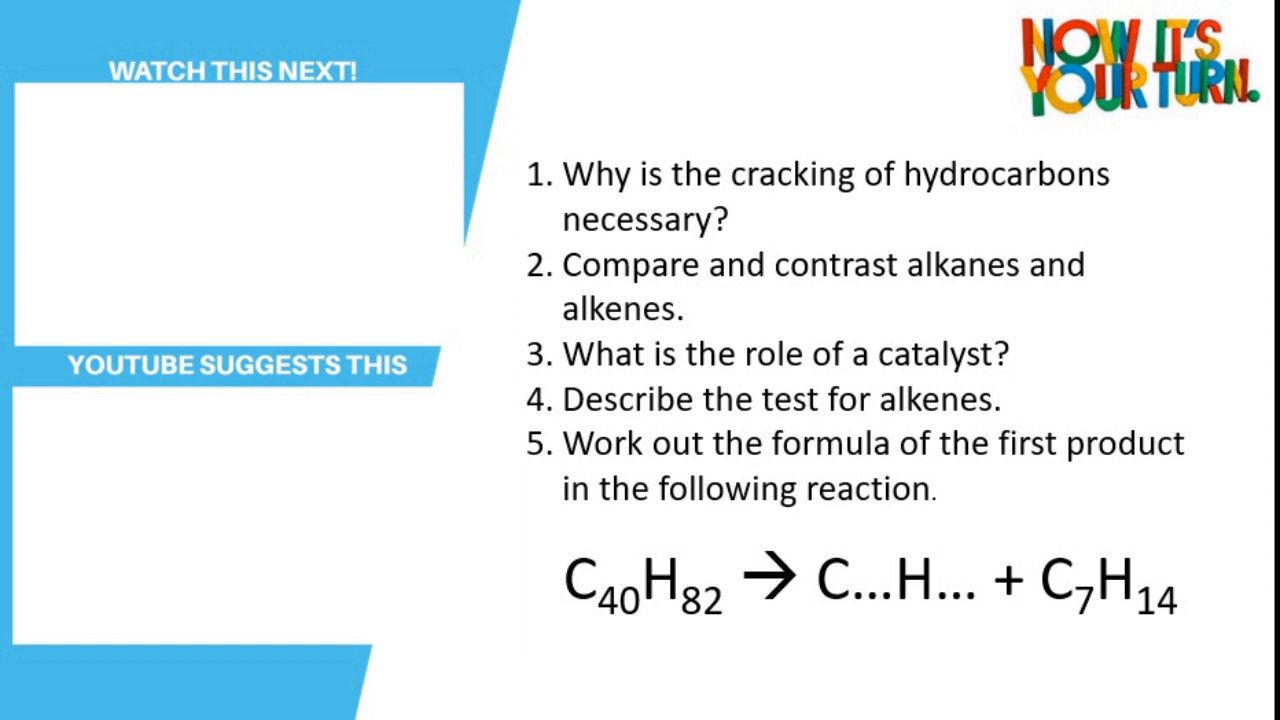 WATCH THIS NEXT!
YOUTUBE SUGGESTS THIS
NOW IT'S
YOUR TURN.
1. Why is the cracking of hydrocarbons
necessary?
2. Compare and contrast alkanes and
alkenes.
3. What is the role of a catalyst?
4. Describe the test for alkenes.
5. Work out the formula of the first product
in the following reaction.
C₄₀H₈₂ → C...H... + C₇H₁₄